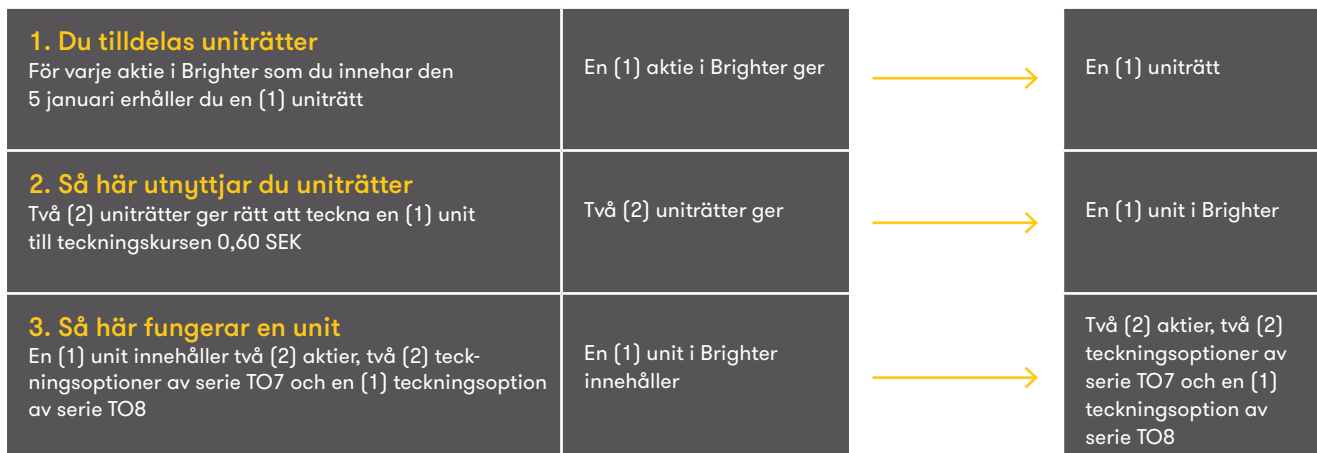 1. Du tilldelas uniträtter
För varje aktie i Brighter som du innehar den
5 januari erhåller du en (1) uniträtt
En (1) aktie i Brighter ger
En (1) uniträtt
2. Så här utnyttjar du uniträtter
Två (2) uniträtter ger rätt att teckna en (1) unit
till teckningskursen 0,60 SEK
Två (2) uniträtter ger
En (1) unit i Brighter
3. Så här fungerar en unit
En (1) unit innehåller två (2) aktier, två (2) teck-
ningsoptioner av serie TO7 och en (1) teckningsoption
av serie TO8
En (1) unit i Brighter
innehåller
Två (2) aktier, två (2)
teckningsoptioner av
serie TO7 och en (1)
teckningsoption av
serie TO8